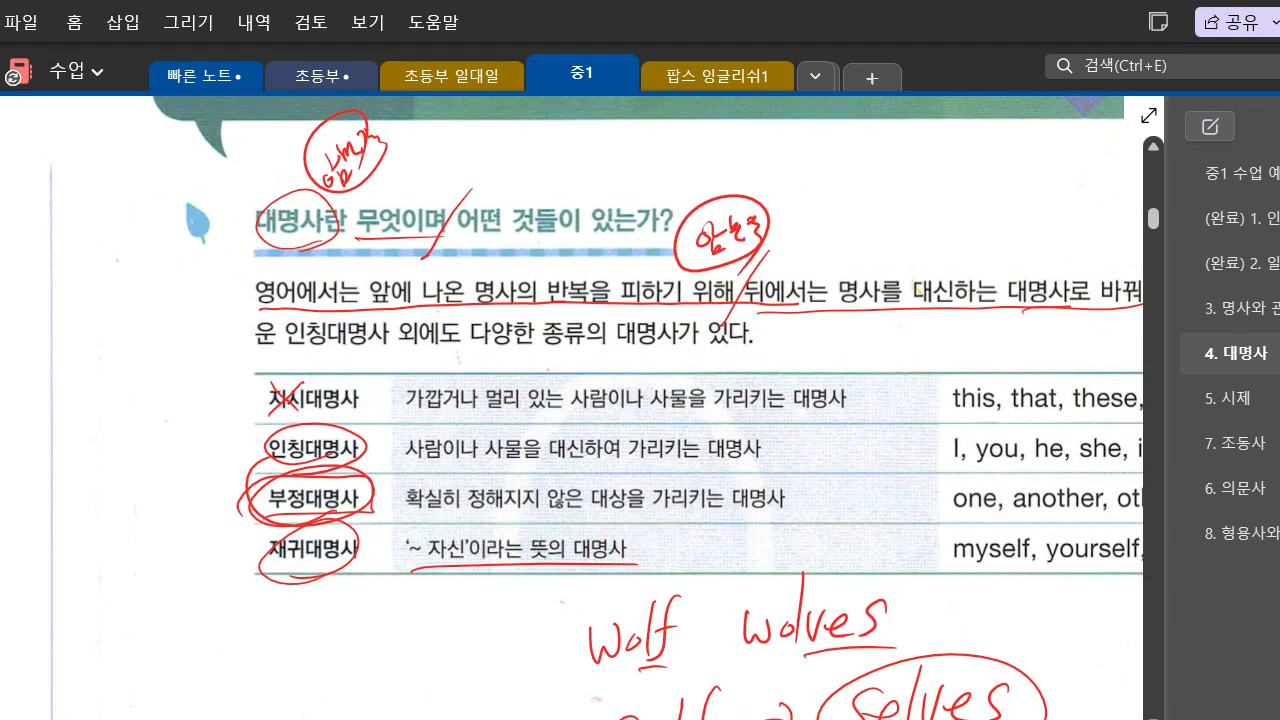 파일 홈 삽입 그리기 내역 검토 보기 도움말 공유
수업 빠른 노트 초등부 초등부 일대일 중1 팝스 잉글리쉬1 + 검색(Ctrl+E)
대명사란 무엇이며 어떤 것들이 있는가?
영어에서는 앞에 나온 명사의 반복을 피하기 위해 뒤에서는 명사를 대신하는 대명사로 바꿔
운 인칭대명사 외에도 다양한 종류의 대명사가 있다.
지시대명사 가깝거나 멀리 있는 사람이나 사물을 가리키는 대명사 this, that, these,
인칭대명사 사람이나 사물을 대신하여 가리키는 대명사 I, you, he, she, i
부정대명사 확실히 정해지지 않은 대상을 가리키는 대명사 one, another, ot
재귀대명사 '~ 자신'이라는 뜻의 대명사 myself, yourself,
wolf wolves
selves
중1 수업 예
(완료) 1. 인
(완료) 2. 일
3. 명사와 관
4. 대명사
5. 시제
7. 조동사
6. 의문사
8. 형용사와